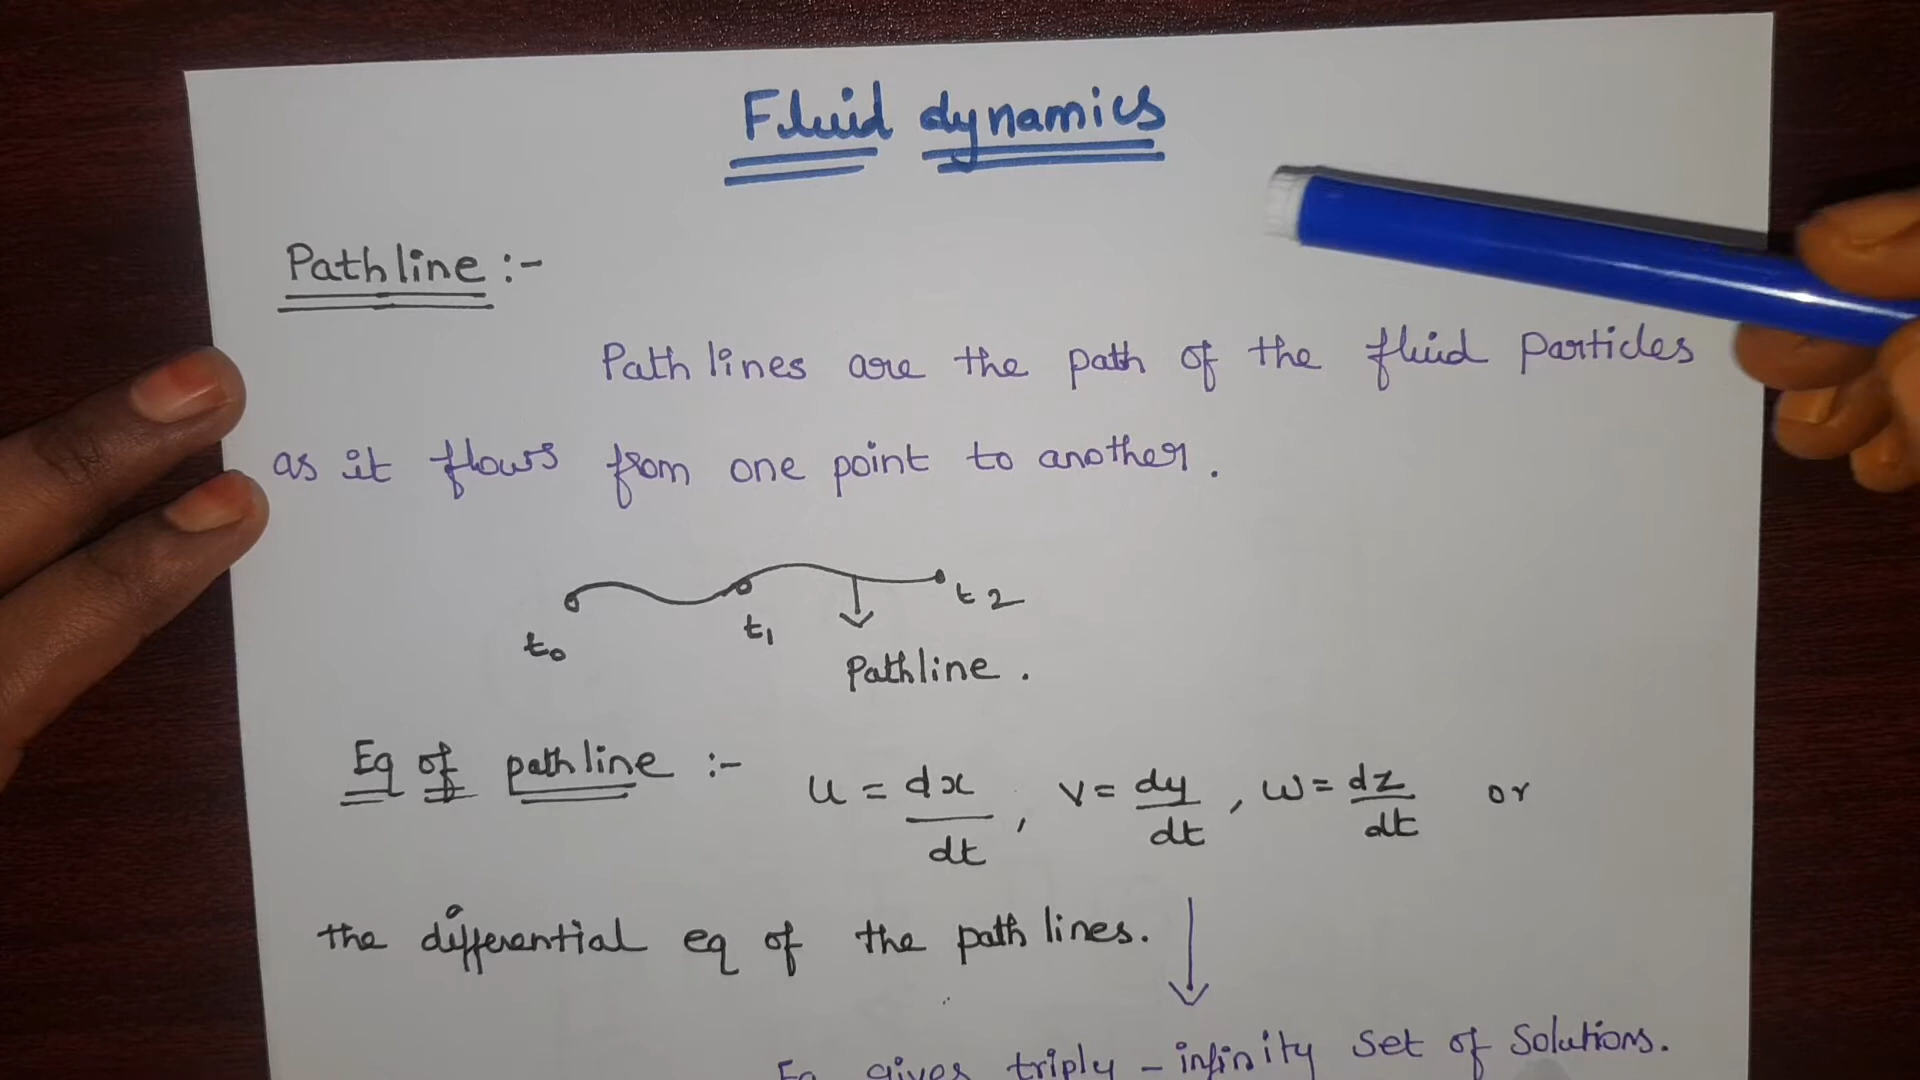 Fluid dynamics
Pathline :-
Path lines are the path of the fluid particles
as it flows from one point to another.
t₀ t₁ t₂
Pathline.
Eq of pathline :- u = dx/dt, v = dy/dt, w = dz/dt or
the differential eq of the path lines.
Eq gives triply - infinity set of solutions.